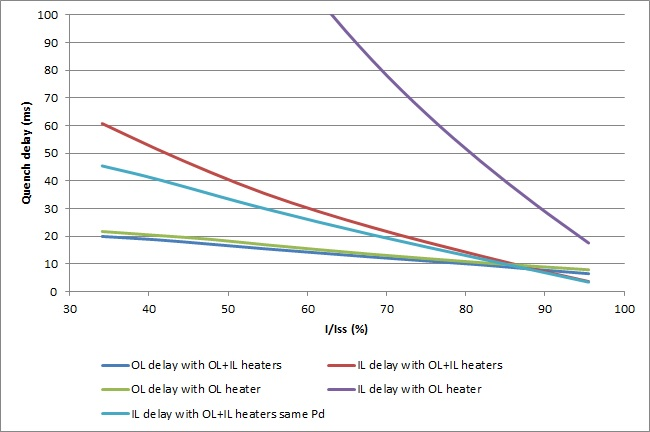 100
90
80
70
60
50
40
30
20
10
0
Quench delay (ms)
30 40 50 60 70 80 90 100
I/Iss (%)
OL delay with OL+IL heaters
IL delay with OL+IL heaters
OL delay with OL heater
IL delay with OL heater
IL delay with OL+IL heaters same Pd